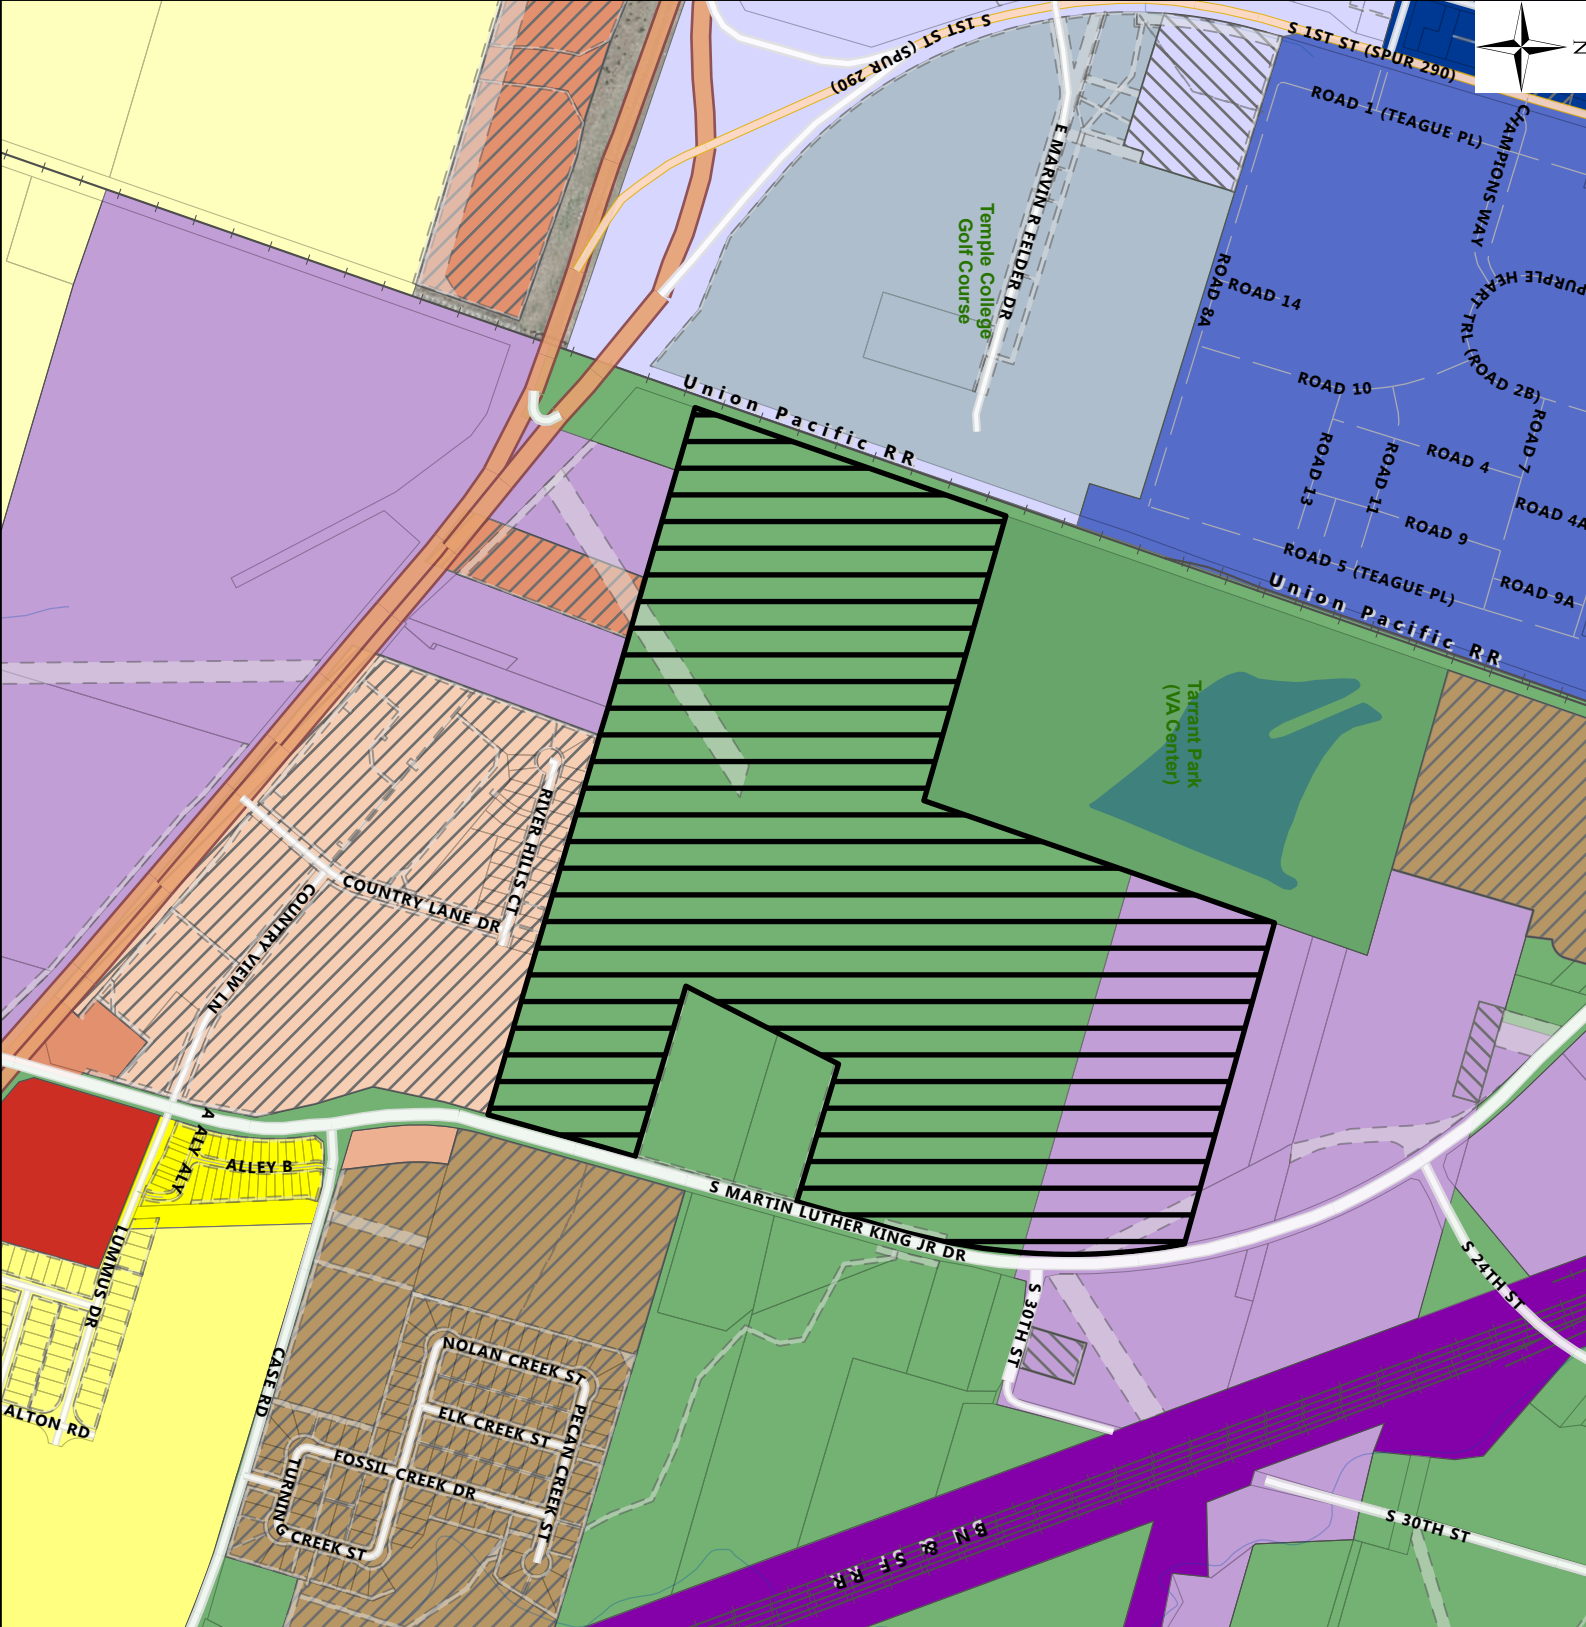 S 1ST ST (SPUR 290)
S 1ST ST (SPUR 290)
ROAD 1 (TEAGUE PL)
CHAMPIONS WAY
E MARVIN R FELDER DR
Temple College
Golf Course
ROAD 8A
ROAD 14
PURPLE HEART TRL (ROAD 2B)
ROAD 10
ROAD 7
ROAD 13
ROAD 11
ROAD 4
ROAD 4A
ROAD 9
ROAD 5 (TEAGUE PL)
ROAD 9A
Union Pacific RR
Union Pacific RR
Tarrant Park
(VA Center)
RIVER HILLS CT
COUNTRY LANE DR
COUNTRY VIEW LN
A ALY ALY
ALLEY B
S MARTIN LUTHER KING JR DR
LUMMUS DR
S 24TH ST
S 30TH ST
CASE RD
NOLAN CREEK ST
ALTON RD
ELK CREEK ST
PECAN CREEK ST
FOSSIL CREEK DR
TURNING CREEK ST
BN & SF RR
S 30TH ST